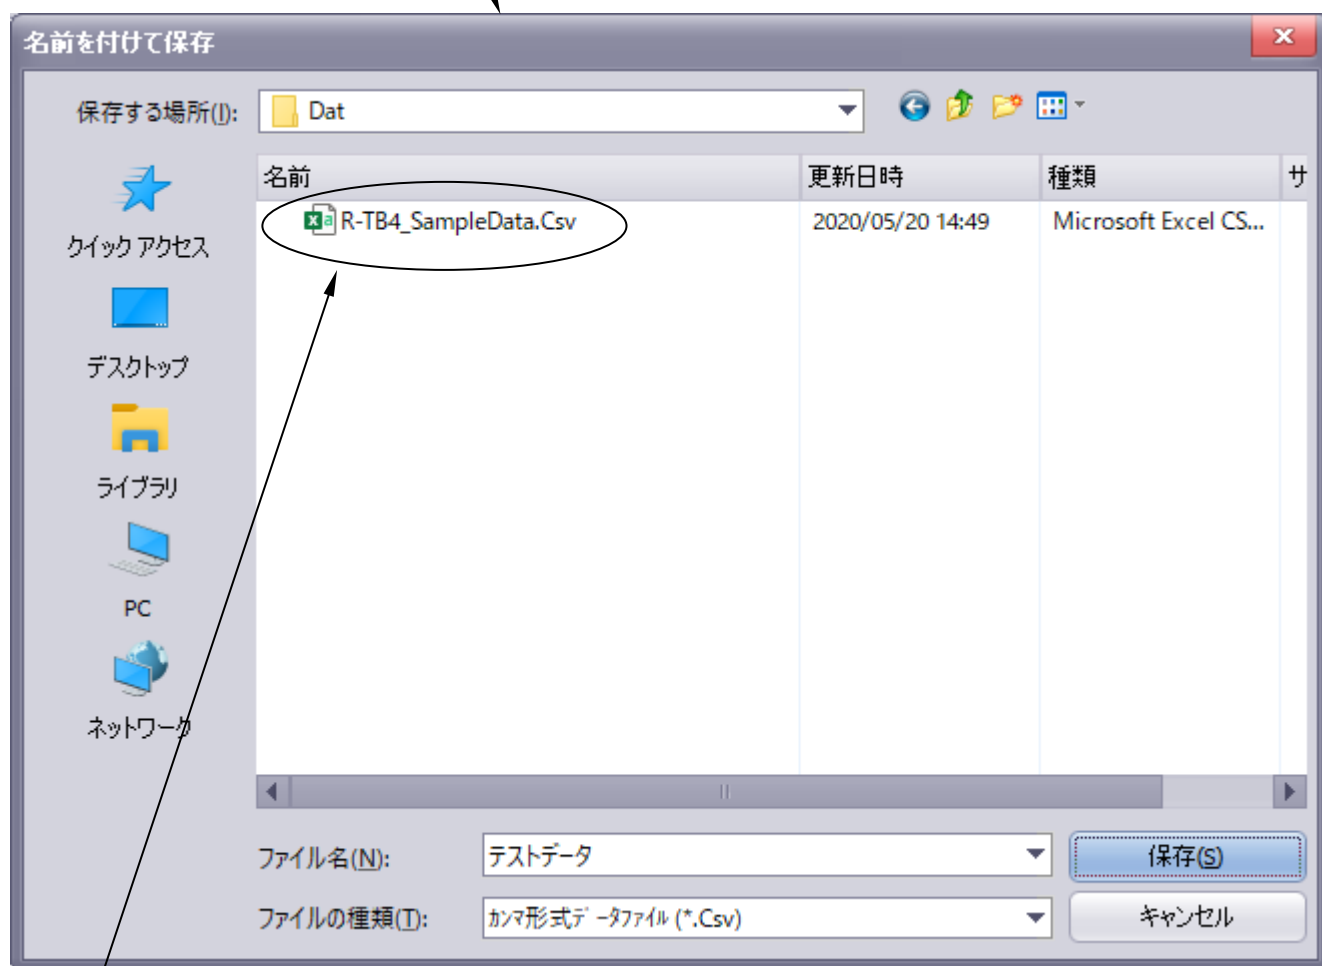 名前を付けて保存
保存する場所(I): Dat
名前 更新日時 種類 サ
R-TB4_SampleData.Csv 2020/05/20 14:49 Microsoft Excel CS...
クイック アクセス
デスクトップ
ライブラリ
PC
ネットワーク
ファイル名(N): テストデータ 保存(S)
ファイルの種類(T): ｶﾝﾏ形式ﾃﾞｰﾀﾌｧｲﾙ (*.Csv) キャンセル